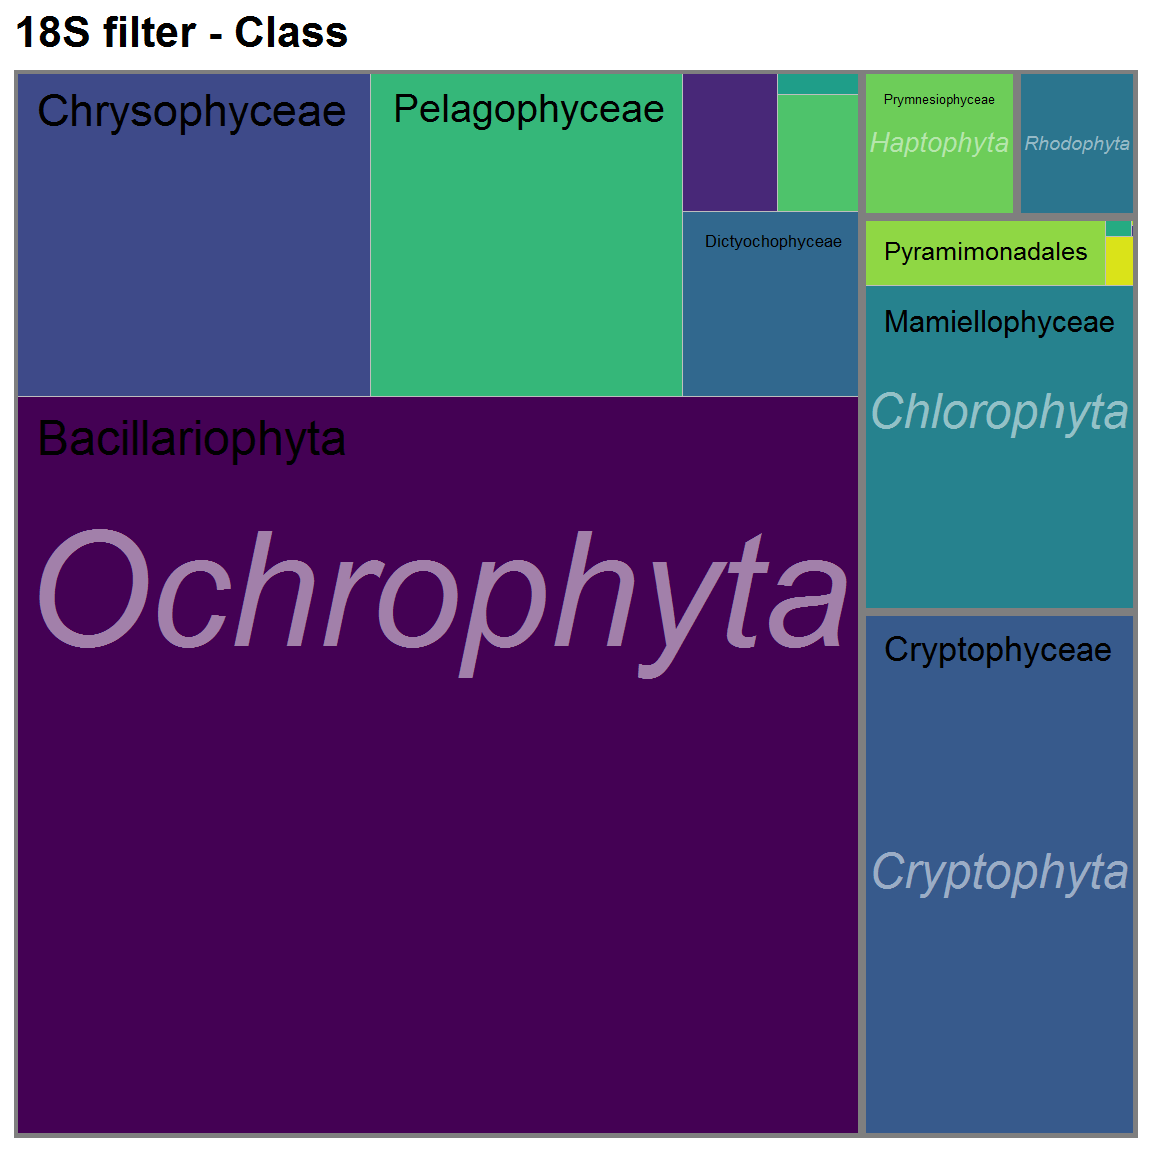 18S filter - Class
Chrysophyceae
Pelagophyceae
Dictyochophyceae
Bacillariophyta
Ochrophyta
Prymnesiophyceae
Haptophyta
Rhodophyta
Pyramimonadales
Mamiellophyceae
Chlorophyta
Cryptophyceae
Cryptophyta